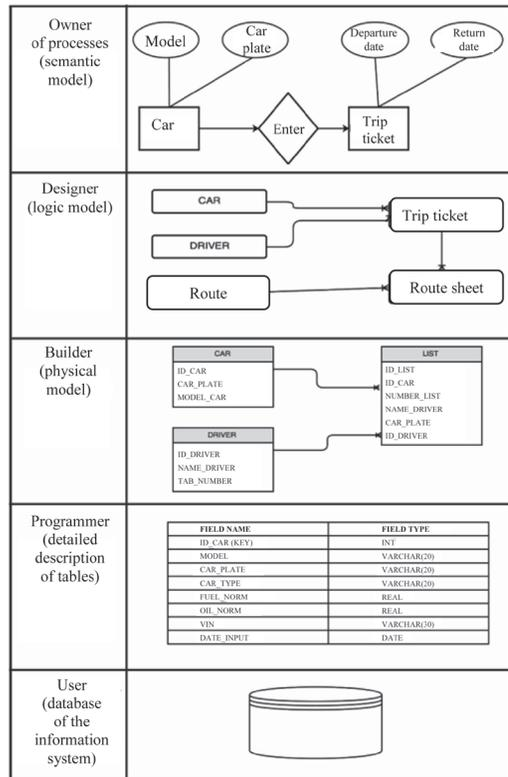 Owner
of processes
(semantic
model)
Model
Car
plate
Departure
date
Return
date
Car
Enter
Trip
ticket
Designer
(logic model)
CAR
DRIVER
Route
Trip ticket
Route sheet
Builder
(physical
model)
CAR
ID_CAR
CAR_PLATE
MODEL_CAR
DRIVER
ID_DRIVER
NAME_DRIVER
TAB_NUMBER
LIST
ID_LIST
ID_CAR
NUMBER_LIST
NAME_DRIVER
CAR_PLATE
ID_DRIVER
Programmer
(detailed
description
of tables)
FIELD NAME FIELD TYPE
ID_CAR (KEY) INT
MODEL VARCHAR(20)
CAR_PLATE VARCHAR(20)
CAR_TYPE VARCHAR(20)
FUEL_NORM REAL
OIL_NORM REAL
VIN VARCHAR(30)
DATE_INPUT DATE
User
(database
of the
information
system)